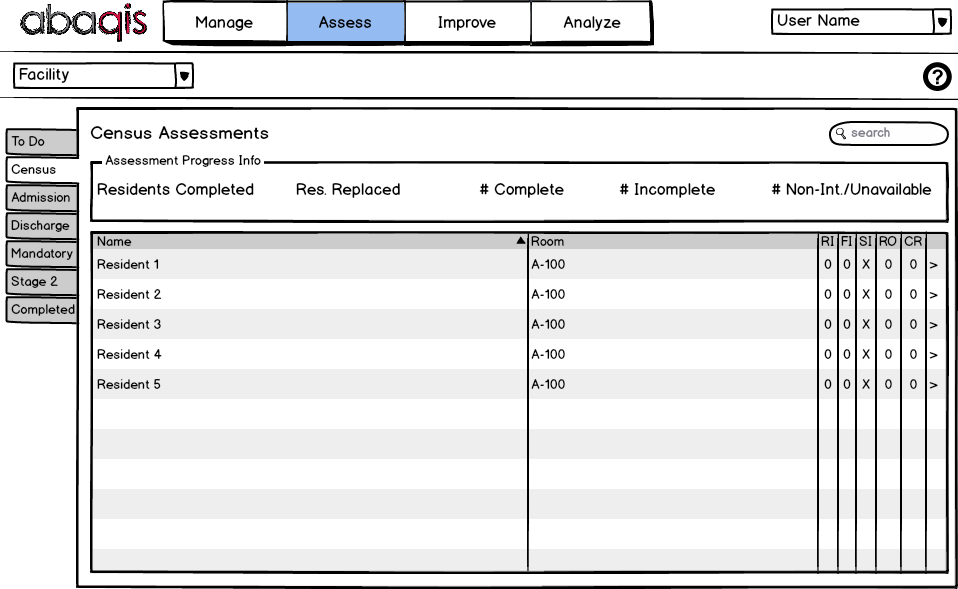 abaqis
Manage Assess Improve Analyze
User Name
Facility
?
To Do
Census
Admission
Discharge
Mandatory
Stage 2
Completed
Census Assessments
search
Assessment Progress Info
Residents Completed Res. Replaced # Complete # Incomplete # Non-Int./Unavailable
Name Room RI FI SI RO CR
Resident 1 A-100 0 0 X 0 0 >
Resident 2 A-100 0 0 X 0 0 >
Resident 3 A-100 0 0 X 0 0 >
Resident 4 A-100 0 0 X 0 0 >
Resident 5 A-100 0 0 X 0 0 >